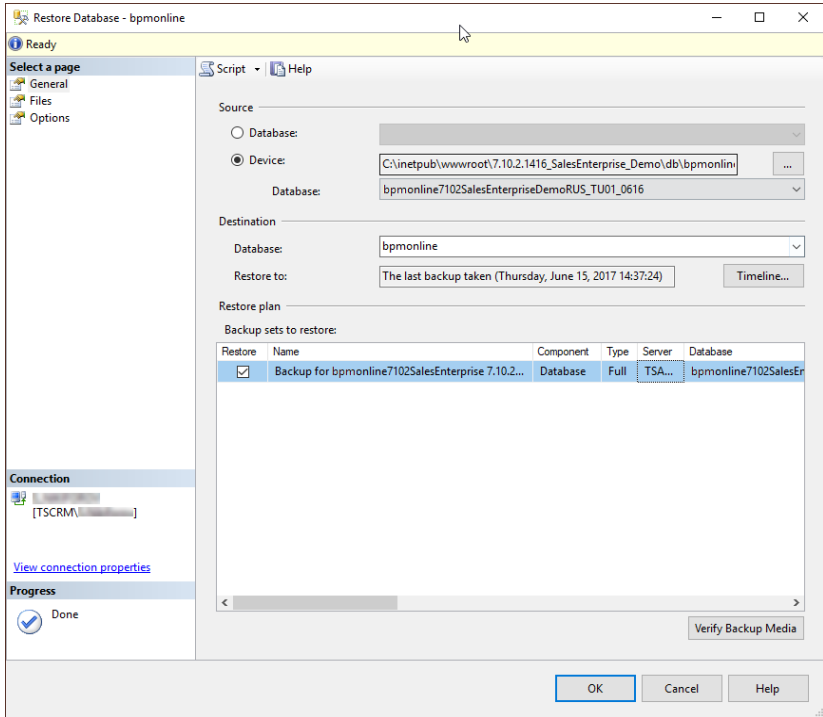 Restore Database - bpmonline
Ready
Select a page
General
Files
Options
Script
Help
Source
Database:
Device:
C:\inetpub\wwwroot\7.10.2.1416_SalesEnterprise_Demo\db\bpmonlin
...
Database:
bpmonline7102SalesEnterpriseDemoRUS_TU01_0616
Destination
Database:
bpmonline
Restore to:
The last backup taken (Thursday, June 15, 2017 14:37:24)
Timeline...
Restore plan
Backup sets to restore:
Restore Name Component Type Server Database
Backup for bpmonline7102SalesEnterprise 7.10.2... Database Full TSA... bpmonline7102SalesEr
Connection
[TSCRM\ ]
View connection properties
Progress
Done
Verify Backup Media
OK Cancel Help